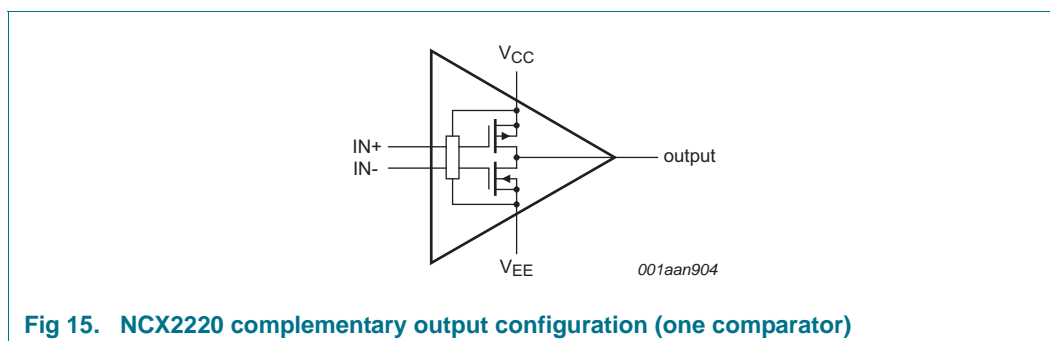 VCC
IN+
IN-
output
VEE
001aan904
Fig 15. NCX2220 complementary output configuration (one comparator)